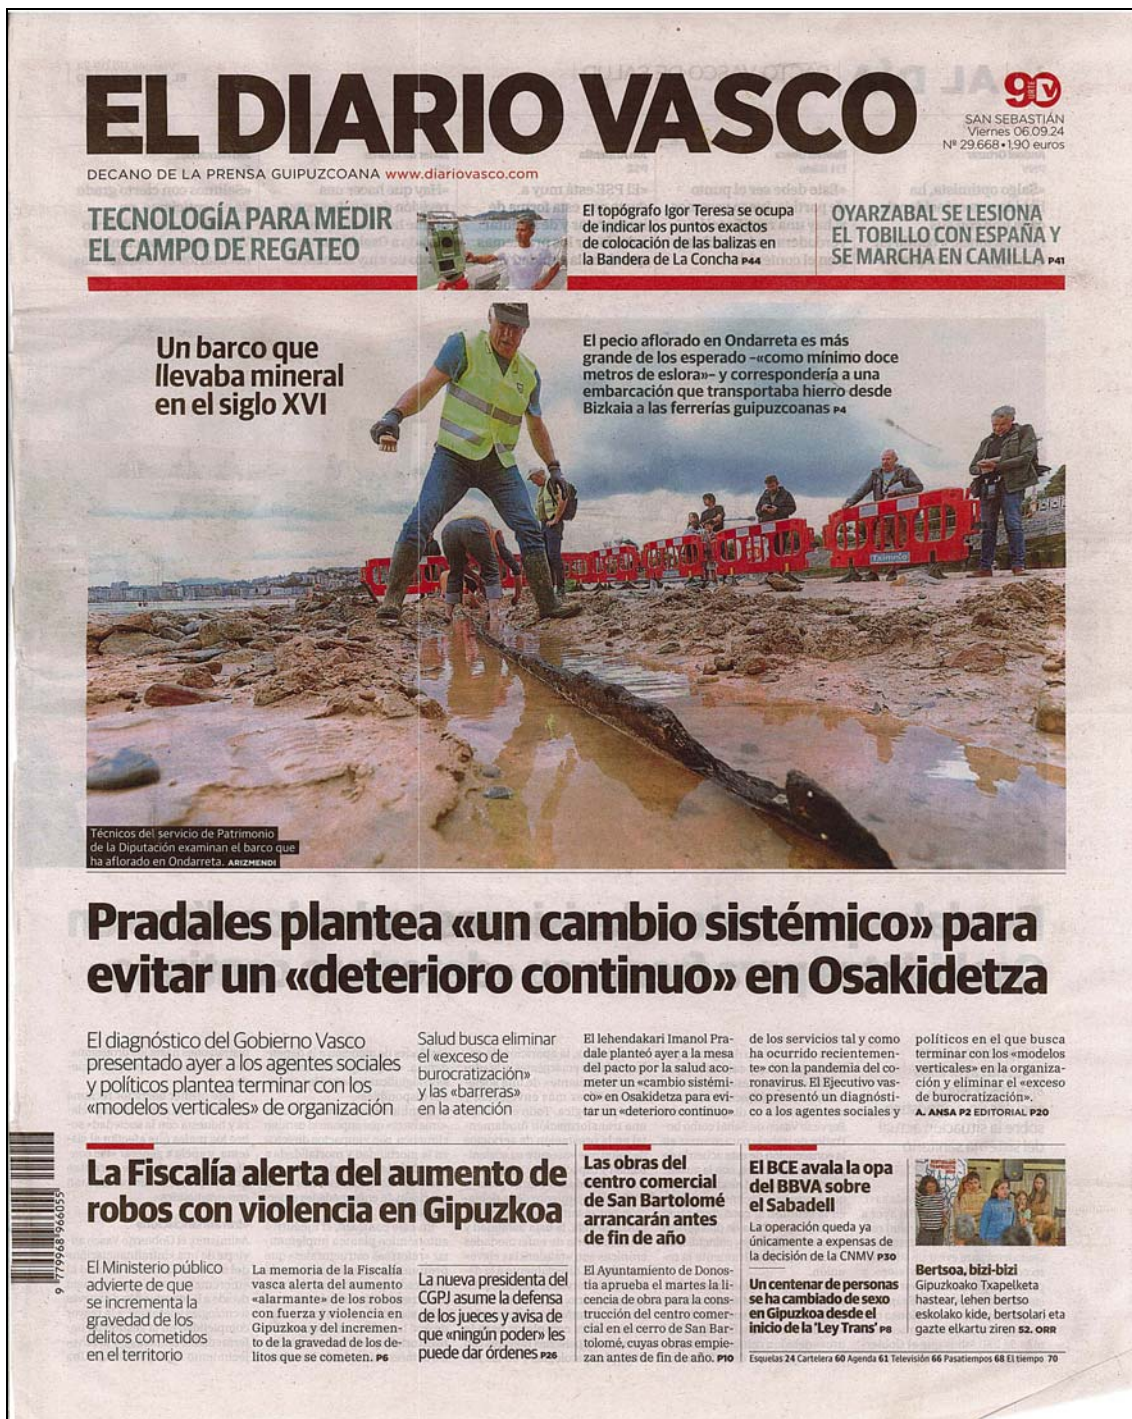 EL DIARIO VASCO
90 URTE DV
SAN SEBASTIÁN
Viernes 06.09.24
Nº 29.668 • 1,90 euros
DECANO DE LA PRENSA GUIPUZCOANA www.diariovasco.com
TECNOLOGÍA PARA MEDIR
EL CAMPO DE REGATEO
El topógrafo Igor Teresa se ocupa
de indicar los puntos exactos
de colocación de las balizas en
la Bandera de La Concha P44
OYARZABAL SE LESIONA
EL TOBILLO CON ESPAÑA Y
SE MARCHA EN CAMILLA P41
Un barco que
llevaba mineral
en el siglo XVI
El pecio aflorado en Ondarreta es más
grande de los esperado –«como mínimo doce
metros de eslora»– y correspondería a una
embarcación que transportaba hierro desde
Bizkaia a las ferrerías guipuzcoanas P4
Técnicos del servicio de Patrimonio
de la Diputación examinan el barco que
ha aflorado en Ondarreta. ARIZMENDI
Pradales plantea «un cambio sistémico» para
evitar un «deterioro continuo» en Osakidetza
El diagnóstico del Gobierno Vasco
presentado ayer a los agentes sociales
y políticos plantea terminar con los
«modelos verticales» de organización
Salud busca eliminar
el «exceso de
burocratización»
y las «barreras»
en la atención
El lehendakari Imanol Pra-
dale planteó ayer a la mesa
del pacto por la salud aco-
meter un «cambio sistémi-
co» en Osakidetza para evi-
tar un «deterioro continuo»
de los servicios tal y como
ha ocurrido recientemen-
te» con la pandemia del co-
ronavirus. El Ejecutivo vas-
co presentó un diagnósti-
co a los agentes sociales y
políticos en el que busca
terminar con los «modelos
verticales» en la organiza-
ción y eliminar el «exceso
de burocratización».
A. ANSA P2 EDITORIAL P20
La Fiscalía alerta del aumento de
robos con violencia en Gipuzkoa
El Ministerio público
advierte de que
se incrementa la
gravedad de los
delitos cometidos
en el territorio
La memoria de la Fiscalía
vasca alerta del aumento
«alarmante» de los robos
con fuerza y violencia en
Gipuzkoa y del incremen-
to de la gravedad de los de-
litos que se cometen. P6
La nueva presidenta del
CGPJ asume la defensa
de los jueces y avisa de
que «ningún poder» les
puede dar órdenes P26
Las obras del
centro comercial
de San Bartolomé
arrancarán antes
de fin de año
El Ayuntamiento de Donos-
tia aprueba el martes la li-
cencia de obra para la cons-
trucción del centro comer-
cial en el cerro de San Bar-
tolomé, cuyas obras empie-
zan antes de fin de año. P10
El BCE avala la opa
del BBVA sobre
el Sabadell
La operación queda ya
únicamente a expensas de
la decisión de la CNMV P30
Un centenar de personas
se ha cambiado de sexo
en Gipuzkoa desde el
inicio de la 'Ley Trans' P8
Bertsoa, bizi-bizi
Gipuzkoako Txapelketa
hastear, lehen bertso
eskolako kide, bertsolari eta
gazte elkartu ziren 52. ORR
Esquelas 24 Cartelera 60 Agenda 61 Televisión 66 Pasatiempos 68 El tiempo 70
9 779968 966055